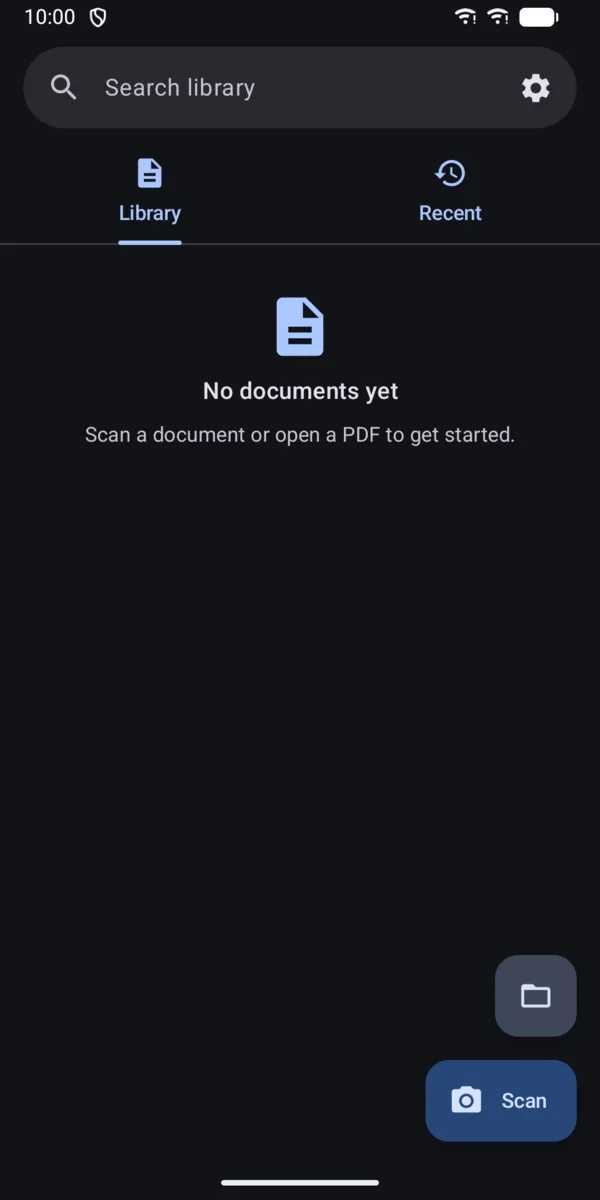 10:00
Search library
Library
Recent
No documents yet
Scan a document or open a PDF to get started.
Scan